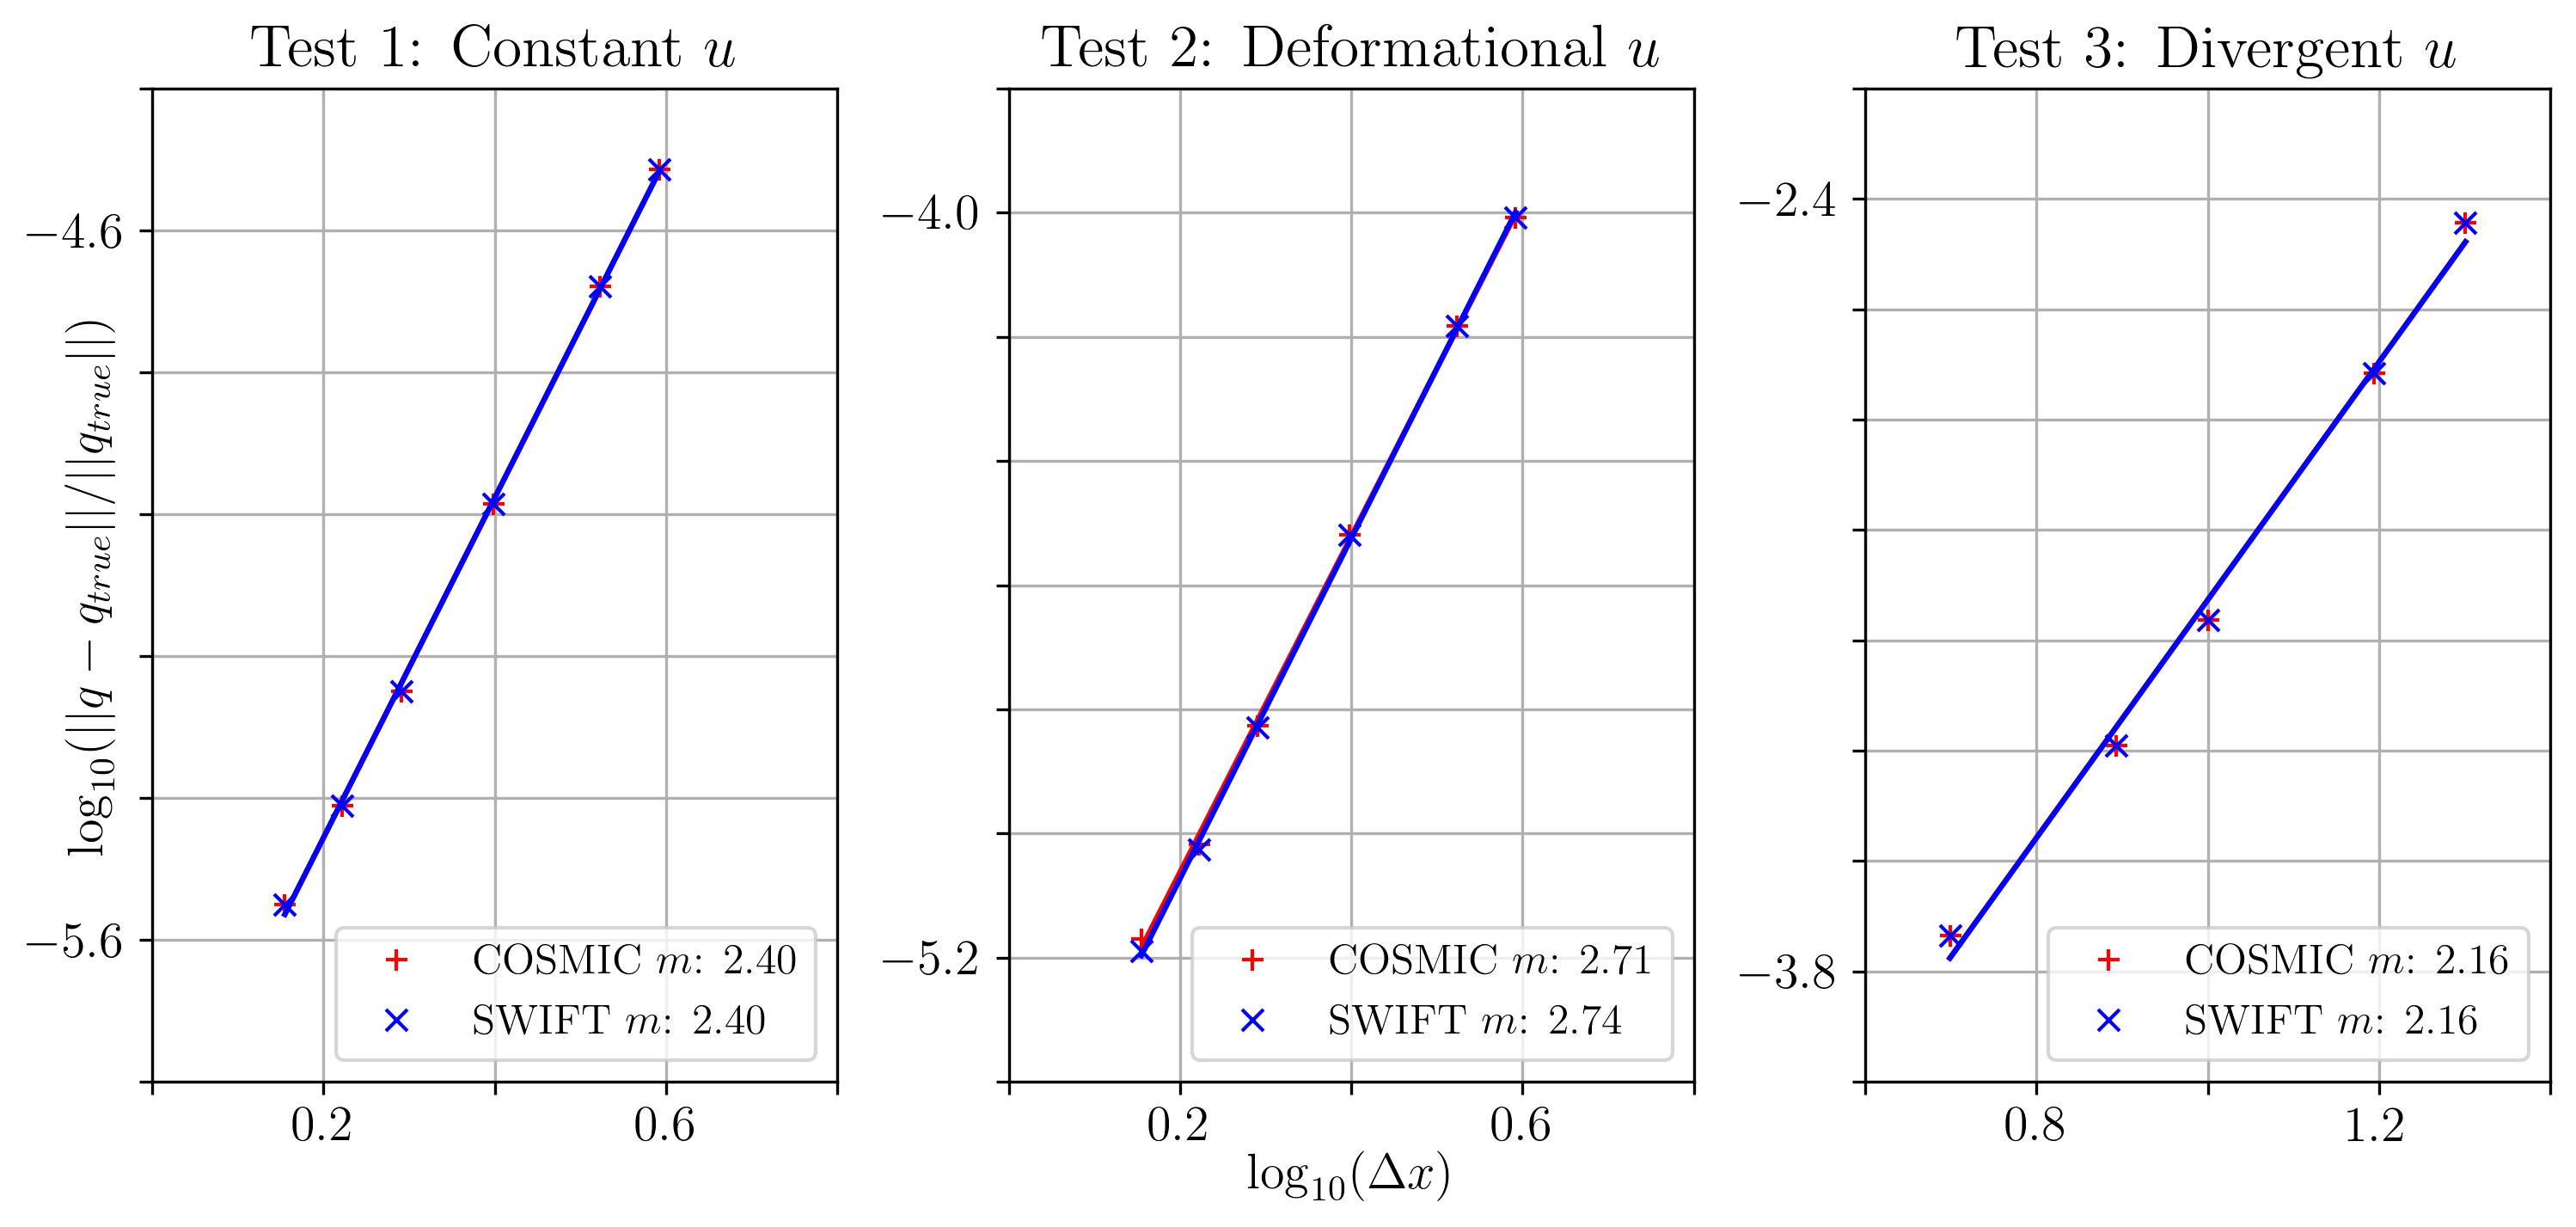 Test 1: Constant u
Test 2: Deformational u
Test 3: Divergent u
log₁₀(||q − q_true||/||q_true||)
−4.6
−5.6
0.2
0.6
COSMIC m: 2.40
SWIFT m: 2.40
−4.0
−5.2
0.2
0.6
COSMIC m: 2.71
SWIFT m: 2.74
−2.4
−3.8
0.8
1.2
COSMIC m: 2.16
SWIFT m: 2.16
log₁₀(Δx)